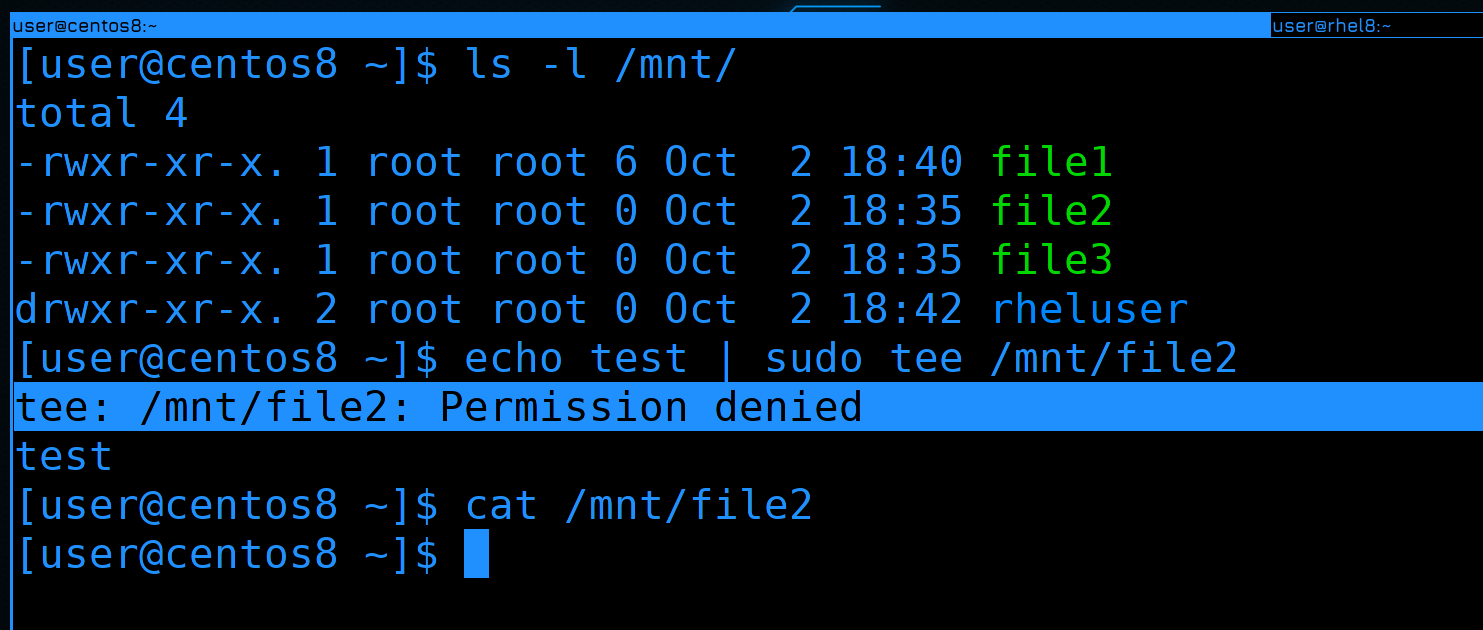 user@centos8:~ user@rhel8:~
[user@centos8 ~]$ ls -l /mnt/
total 4
-rwxr-xr-x. 1 root root 6 Oct  2 18:40 file1
-rwxr-xr-x. 1 root root 0 Oct  2 18:35 file2
-rwxr-xr-x. 1 root root 0 Oct  2 18:35 file3
drwxr-xr-x. 2 root root 0 Oct  2 18:42 rheluser
[user@centos8 ~]$ echo test | sudo tee /mnt/file2
tee: /mnt/file2: Permission denied
test
[user@centos8 ~]$ cat /mnt/file2
[user@centos8 ~]$